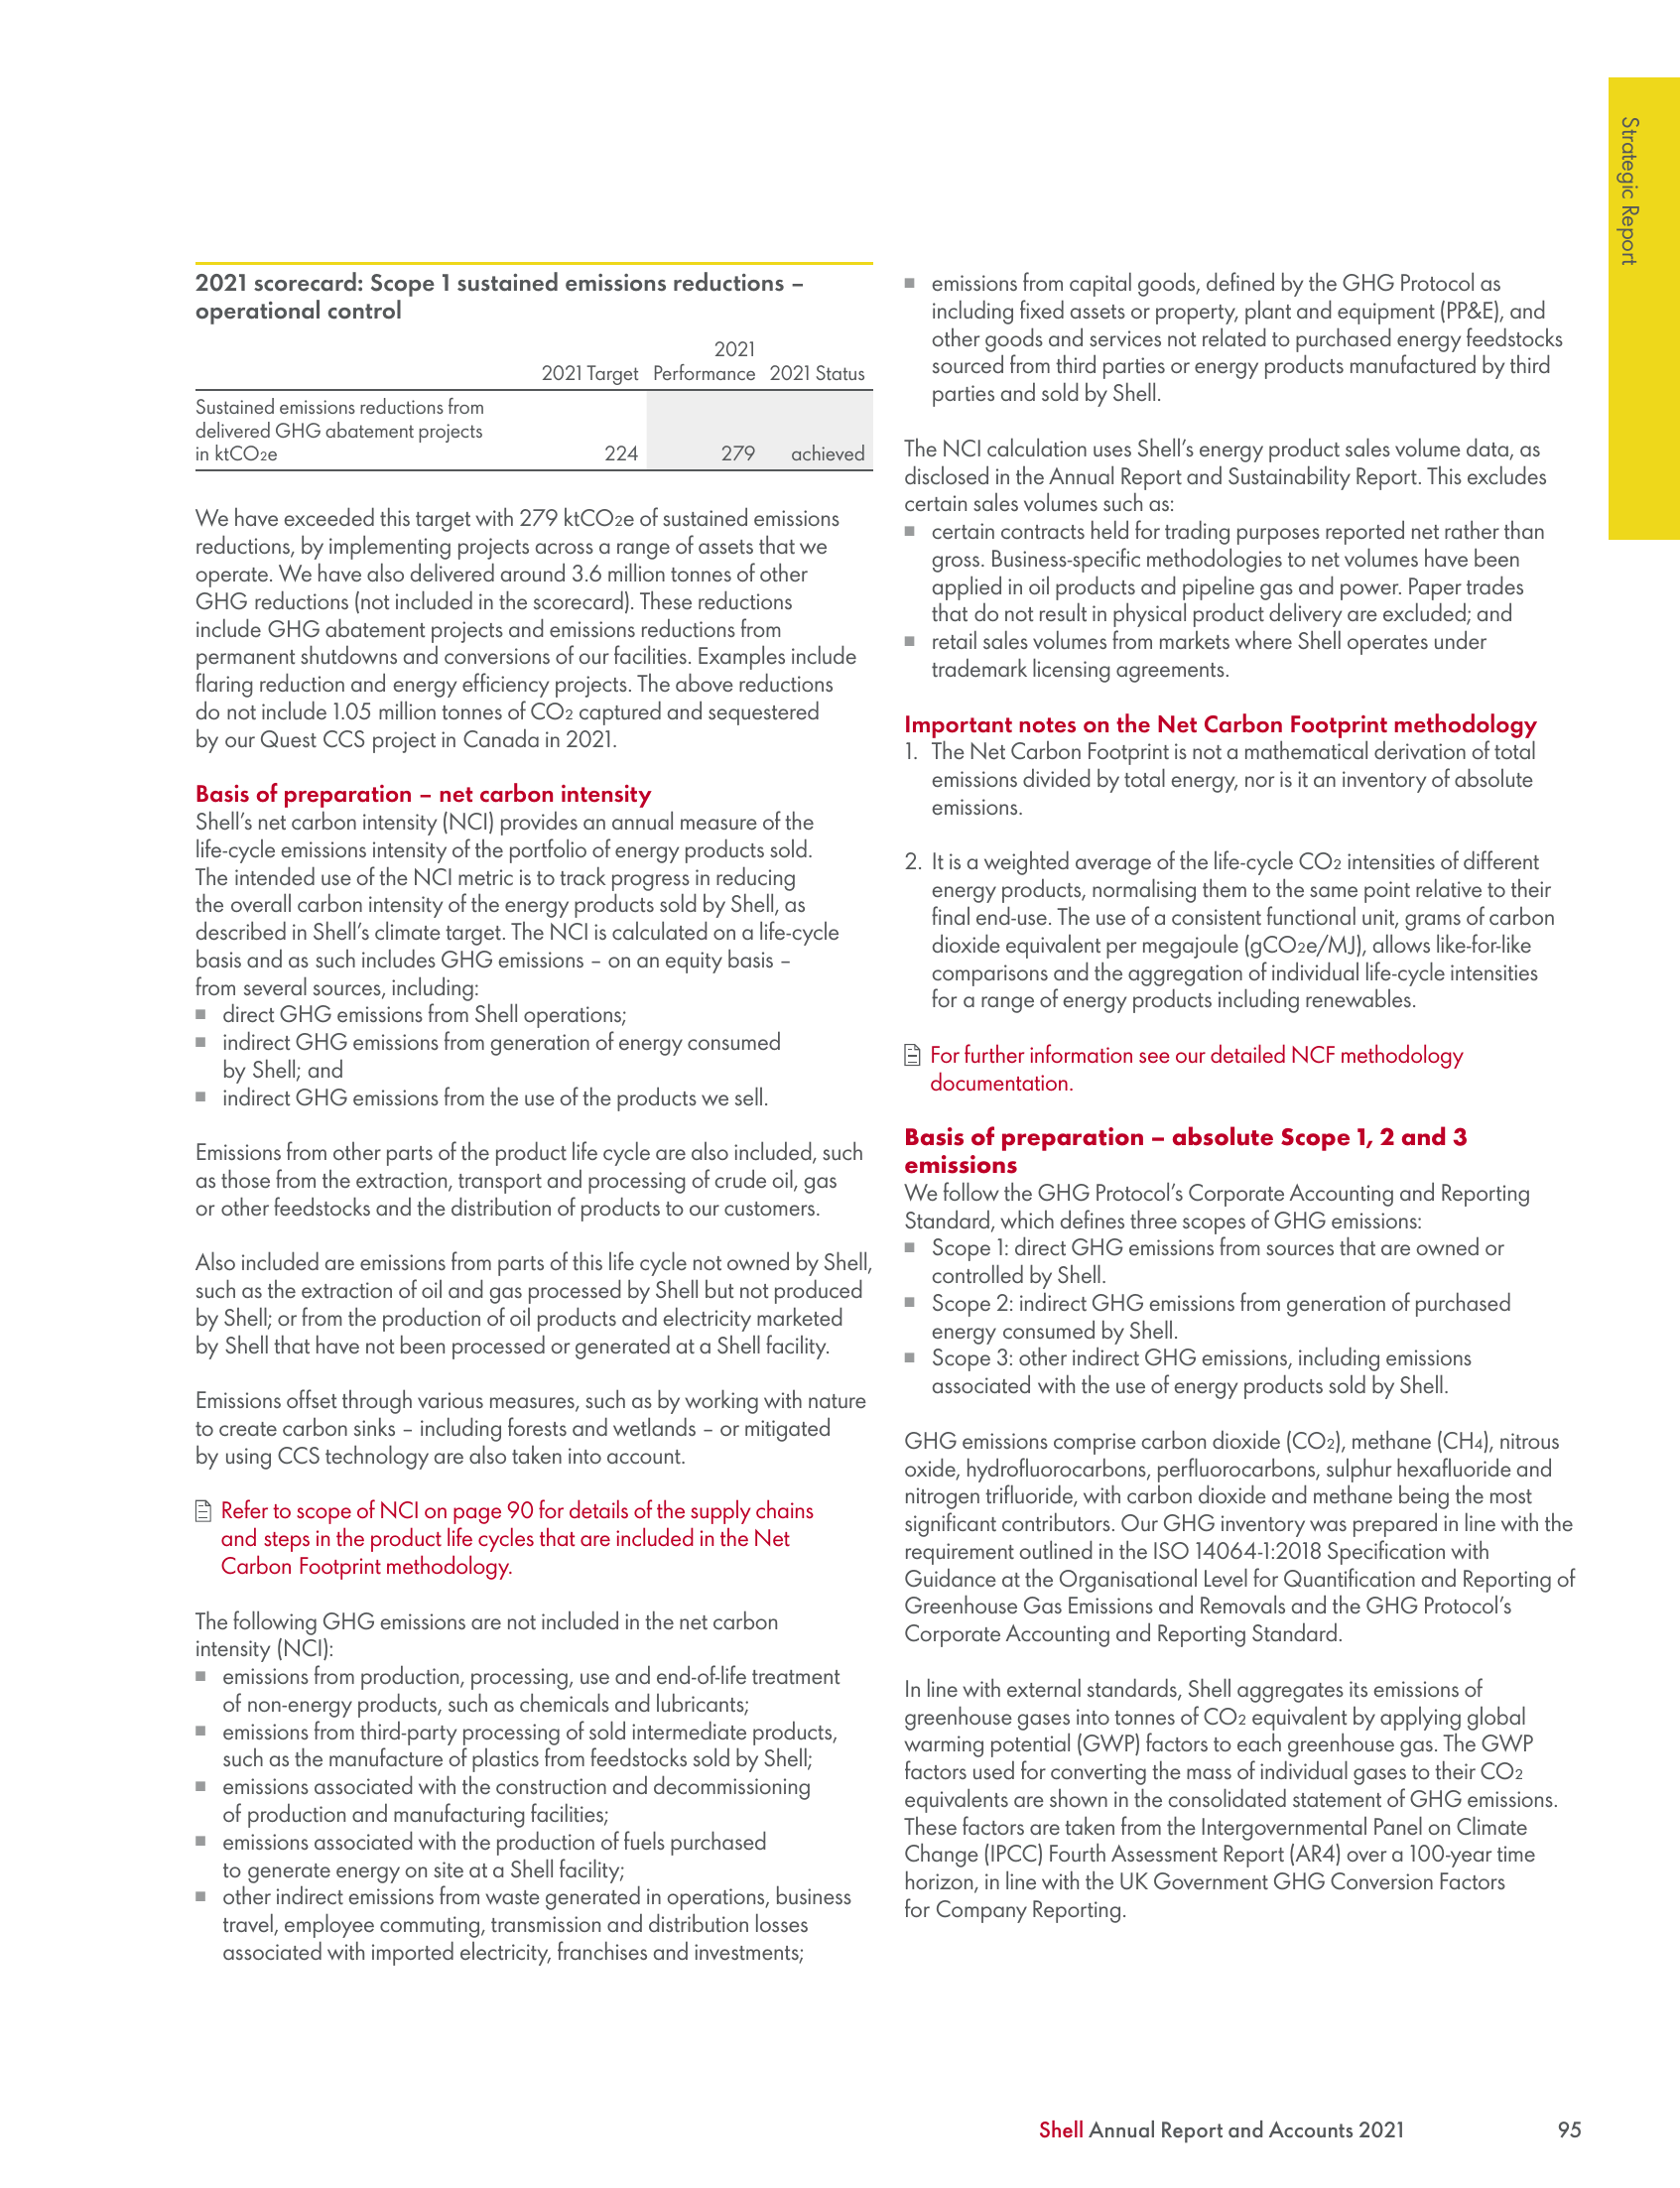 Strategic Report
2021 scorecard: Scope 1 sustained emissions reductions –
operational control
2021
2021 Target Performance 2021 Status
Sustained emissions reductions from
delivered GHG abatement projects
in ktCO2e 224 279 achieved
We have exceeded this target with 279 ktCO2e of sustained emissions
reductions, by implementing projects across a range of assets that we
operate. We have also delivered around 3.6 million tonnes of other
GHG reductions (not included in the scorecard). These reductions
include GHG abatement projects and emissions reductions from
permanent shutdowns and conversions of our facilities. Examples include
flaring reduction and energy efficiency projects. The above reductions
do not include 1.05 million tonnes of CO2 captured and sequestered
by our Quest CCS project in Canada in 2021.
Basis of preparation – net carbon intensity
Shell's net carbon intensity (NCI) provides an annual measure of the
life-cycle emissions intensity of the portfolio of energy products sold.
The intended use of the NCI metric is to track progress in reducing
the overall carbon intensity of the energy products sold by Shell, as
described in Shell's climate target. The NCI is calculated on a life-cycle
basis and as such includes GHG emissions – on an equity basis –
from several sources, including:
■ direct GHG emissions from Shell operations;
■ indirect GHG emissions from generation of energy consumed
by Shell; and
■ indirect GHG emissions from the use of the products we sell.
Emissions from other parts of the product life cycle are also included, such
as those from the extraction, transport and processing of crude oil, gas
or other feedstocks and the distribution of products to our customers.
Also included are emissions from parts of this life cycle not owned by Shell,
such as the extraction of oil and gas processed by Shell but not produced
by Shell; or from the production of oil products and electricity marketed
by Shell that have not been processed or generated at a Shell facility.
Emissions offset through various measures, such as by working with nature
to create carbon sinks – including forests and wetlands – or mitigated
by using CCS technology are also taken into account.
Refer to scope of NCI on page 90 for details of the supply chains
and steps in the product life cycles that are included in the Net
Carbon Footprint methodology.
The following GHG emissions are not included in the net carbon
intensity (NCI):
■ emissions from production, processing, use and end-of-life treatment
of non-energy products, such as chemicals and lubricants;
■ emissions from third-party processing of sold intermediate products,
such as the manufacture of plastics from feedstocks sold by Shell;
■ emissions associated with the construction and decommissioning
of production and manufacturing facilities;
■ emissions associated with the production of fuels purchased
to generate energy on site at a Shell facility;
■ other indirect emissions from waste generated in operations, business
travel, employee commuting, transmission and distribution losses
associated with imported electricity, franchises and investments;
■ emissions from capital goods, defined by the GHG Protocol as
including fixed assets or property, plant and equipment (PP&E), and
other goods and services not related to purchased energy feedstocks
sourced from third parties or energy products manufactured by third
parties and sold by Shell.
The NCI calculation uses Shell's energy product sales volume data, as
disclosed in the Annual Report and Sustainability Report. This excludes
certain sales volumes such as:
■ certain contracts held for trading purposes reported net rather than
gross. Business-specific methodologies to net volumes have been
applied in oil products and pipeline gas and power. Paper trades
that do not result in physical product delivery are excluded; and
■ retail sales volumes from markets where Shell operates under
trademark licensing agreements.
Important notes on the Net Carbon Footprint methodology
1. The Net Carbon Footprint is not a mathematical derivation of total
emissions divided by total energy, nor is it an inventory of absolute
emissions.
2. It is a weighted average of the life-cycle CO2 intensities of different
energy products, normalising them to the same point relative to their
final end-use. The use of a consistent functional unit, grams of carbon
dioxide equivalent per megajoule (gCO2e/MJ), allows like-for-like
comparisons and the aggregation of individual life-cycle intensities
for a range of energy products including renewables.
For further information see our detailed NCF methodology
documentation.
Basis of preparation – absolute Scope 1, 2 and 3
emissions
We follow the GHG Protocol's Corporate Accounting and Reporting
Standard, which defines three scopes of GHG emissions:
■ Scope 1: direct GHG emissions from sources that are owned or
controlled by Shell.
■ Scope 2: indirect GHG emissions from generation of purchased
energy consumed by Shell.
■ Scope 3: other indirect GHG emissions, including emissions
associated with the use of energy products sold by Shell.
GHG emissions comprise carbon dioxide (CO2), methane (CH4), nitrous
oxide, hydrofluorocarbons, perfluorocarbons, sulphur hexafluoride and
nitrogen trifluoride, with carbon dioxide and methane being the most
significant contributors. Our GHG inventory was prepared in line with the
requirement outlined in the ISO 14064-1:2018 Specification with
Guidance at the Organisational Level for Quantification and Reporting of
Greenhouse Gas Emissions and Removals and the GHG Protocol's
Corporate Accounting and Reporting Standard.
In line with external standards, Shell aggregates its emissions of
greenhouse gases into tonnes of CO2 equivalent by applying global
warming potential (GWP) factors to each greenhouse gas. The GWP
factors used for converting the mass of individual gases to their CO2
equivalents are shown in the consolidated statement of GHG emissions.
These factors are taken from the Intergovernmental Panel on Climate
Change (IPCC) Fourth Assessment Report (AR4) over a 100-year time
horizon, in line with the UK Government GHG Conversion Factors
for Company Reporting.
Shell Annual Report and Accounts 2021 95